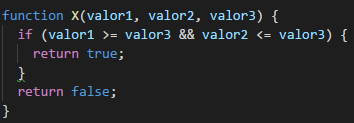 function X(valor1, valor2, valor3) {
  if (valor1 >= valor3 && valor2 <= valor3) {
    return true;
  }
  return false;
}